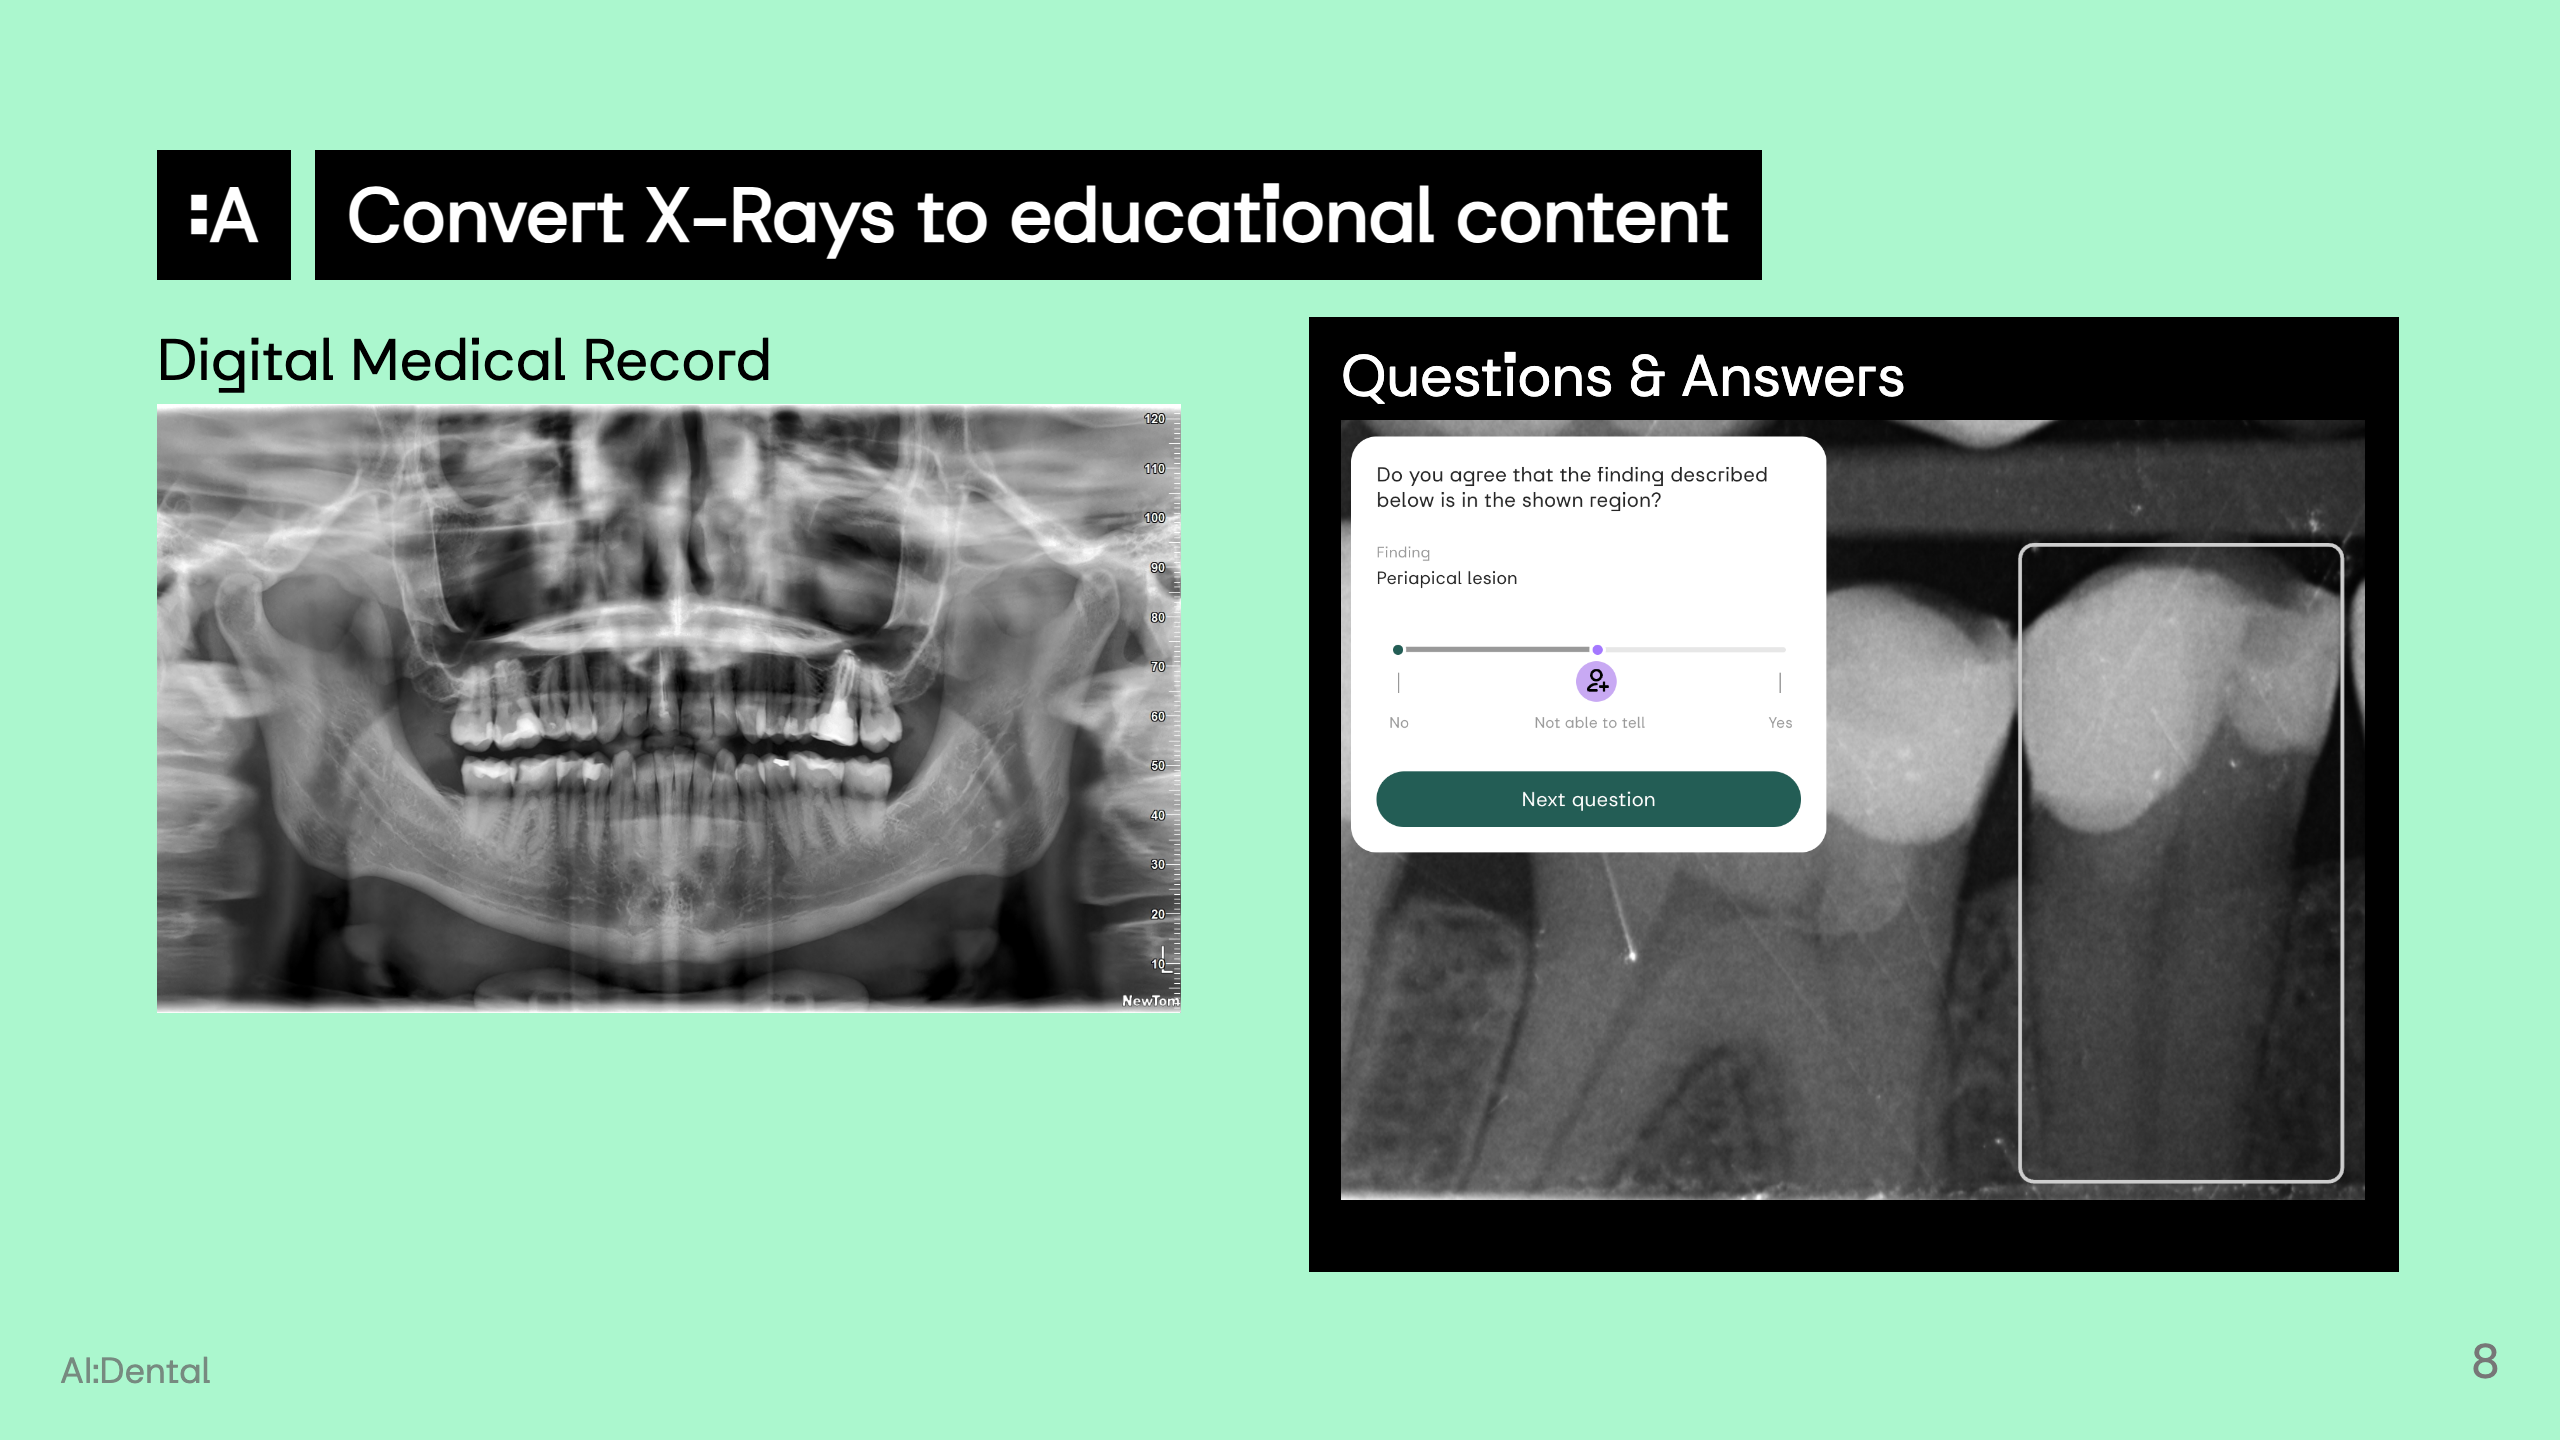 :A
Convert X-Rays to educational content
Digital Medical Record
120
110
100
90
80
70
60
50
40
30
20
10
L
NewTom
Questions & Answers
Do you agree that the finding described
below is in the shown region?
Finding
Periapical lesion
No
Not able to tell
Yes
Next question
AI:Dental
8